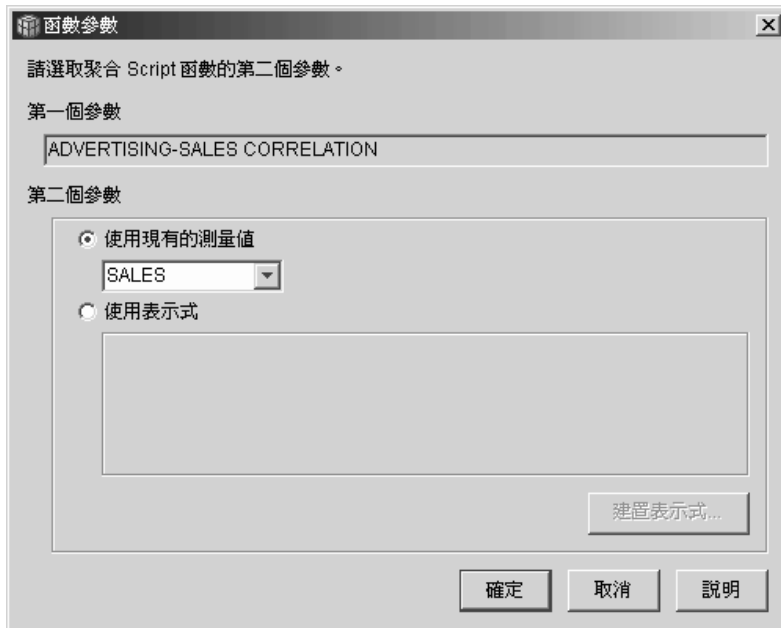 函數參數
請選取聚合 Script 函數的第二個參數。
第一個參數
ADVERTISING-SALES CORRELATION
第二個參數
使用現有的測量值
SALES
使用表示式
建置表示式...
確定
取消
說明